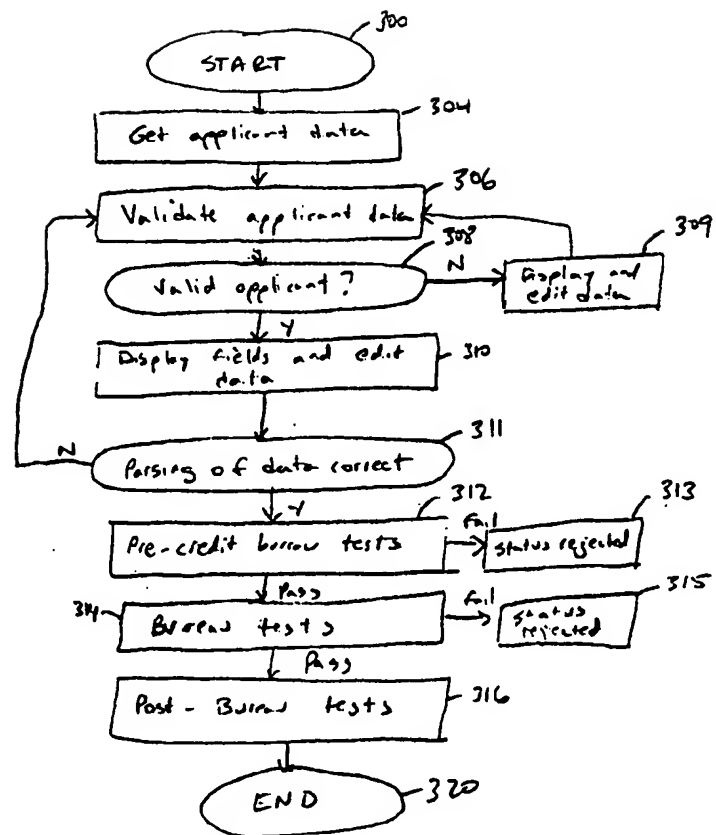 300
START
304
Get applicant data
306
Validate applicant data
308
309
Valid applicant?
N
Display and
edit data
Y
Display fields and edit
data
310
311
N
Parsing of data correct
Y
312
313
Pre-credit burrow tests
Fail
Status rejected
Pass
314
Bureau tests
Fail
315
Status
rejected
Pass
Post-Bureau tests
316
END
320